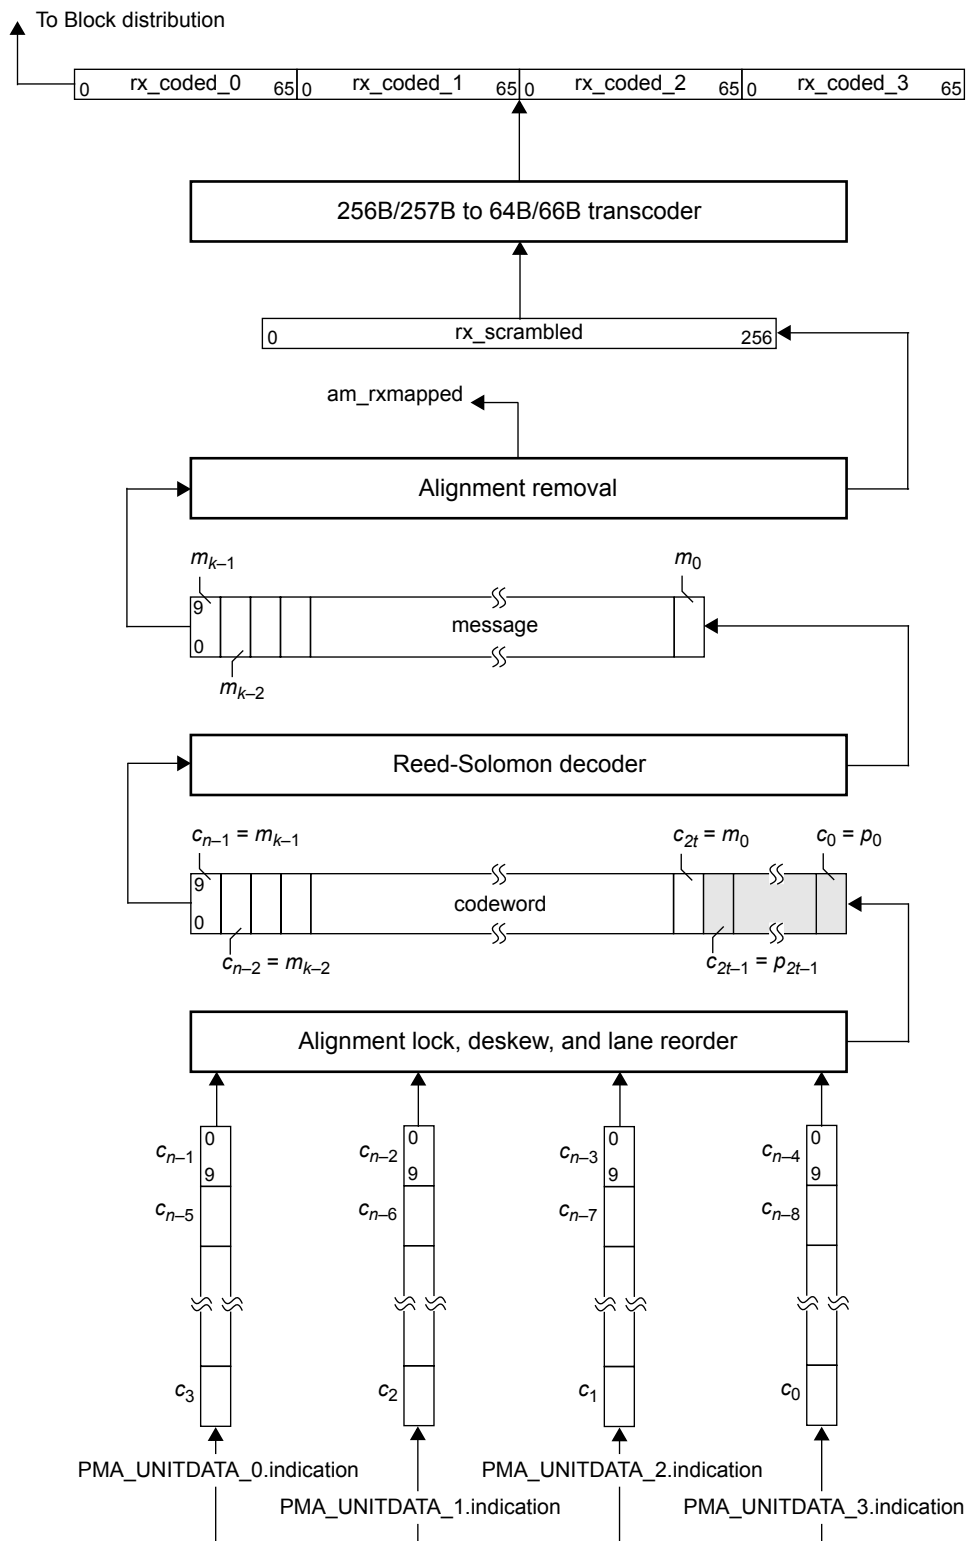 To Block distribution
0 rx_coded_0 65 0 rx_coded_1 65 0 rx_coded_2 65 0 rx_coded_3 65
256B/257B to 64B/66B transcoder
0 rx_scrambled 256
am_rxmapped
Alignment removal
m_{k–1} m_0
9
message
0
m_{k–2}
Reed-Solomon decoder
c_{n–1} = m_{k–1} c_{2t} = m_0 c_0 = p_0
9
codeword
0
c_{n–2} = m_{k–2} c_{2t–1} = p_{2t–1}
Alignment lock, deskew, and lane reorder
0 0 0 0
c_{n–1} c_{n–2} c_{n–3} c_{n–4}
9 9 9 9
c_{n–5} c_{n–6} c_{n–7} c_{n–8}
c_3 c_2 c_1 c_0
PMA_UNITDATA_0.indication PMA_UNITDATA_2.indication
PMA_UNITDATA_1.indication PMA_UNITDATA_3.indication